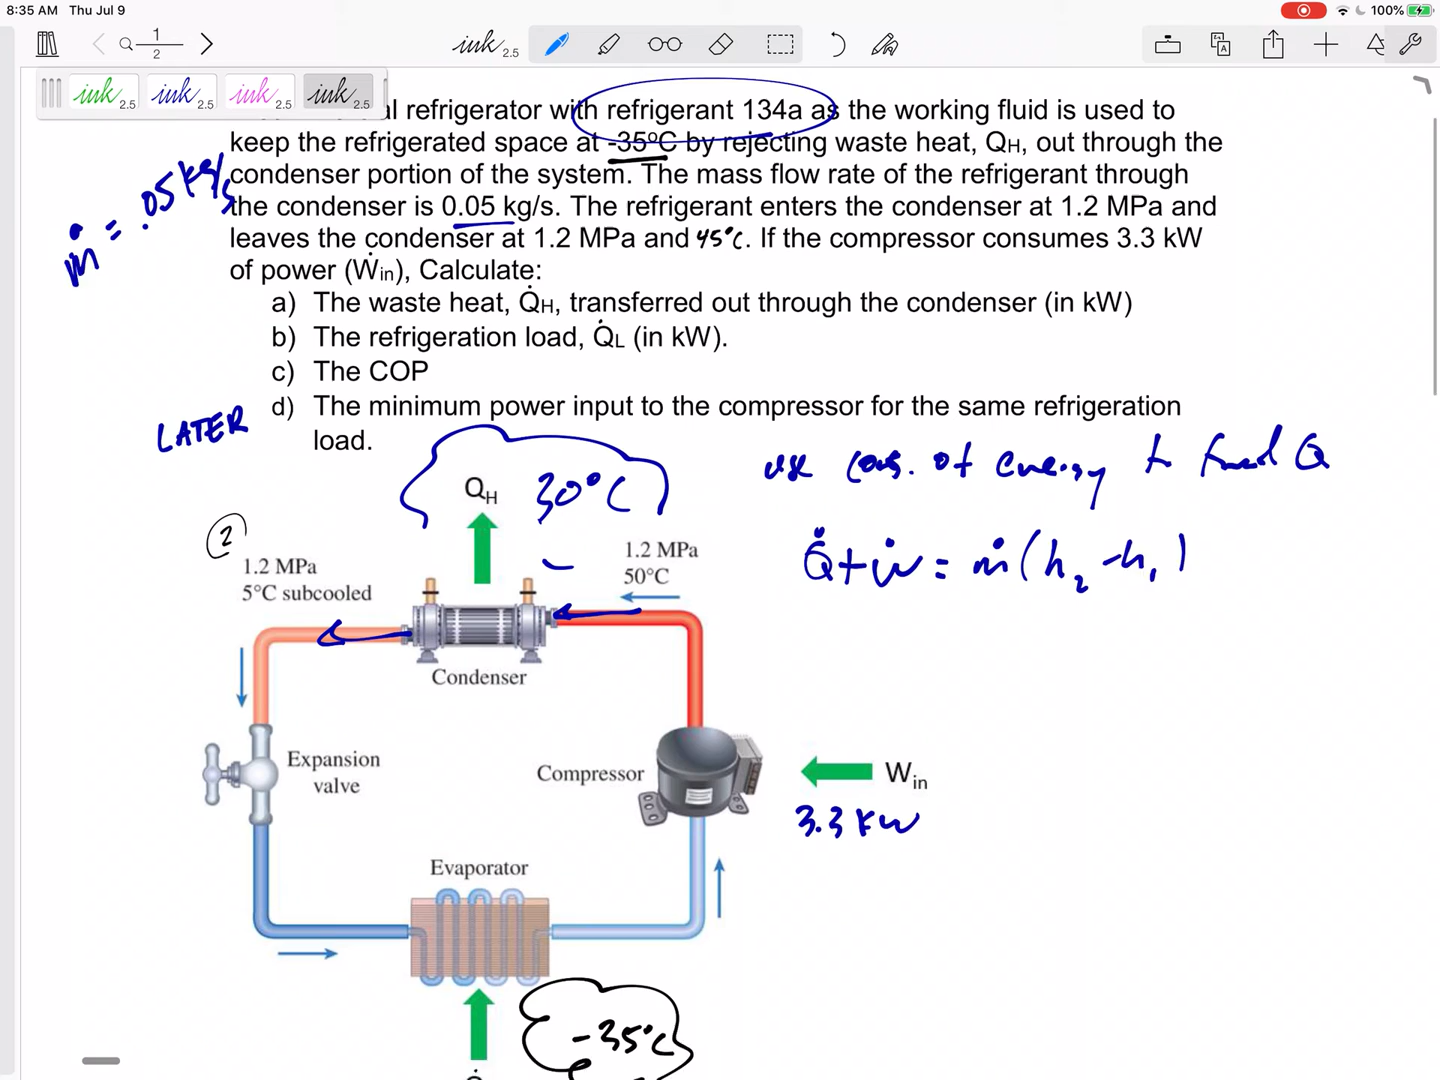 8:35 AM Thu Jul 9
100%
1
2
ink 2.5
ink 2.5
ink 2.5
ink 2.5
ink 2.5
al refrigerator with refrigerant 134a as the working fluid is used to
keep the refrigerated space at -35°C by rejecting waste heat, QH, out through the
condenser portion of the system. The mass flow rate of the refrigerant through
the condenser is 0.05 kg/s. The refrigerant enters the condenser at 1.2 MPa and
leaves the condenser at 1.2 MPa and 45°C. If the compressor consumes 3.3 kW
of power (Ẇin), Calculate:
a) The waste heat, Q̇H, transferred out through the condenser (in kW)
b) The refrigeration load, Q̇L (in kW).
c) The COP
d) The minimum power input to the compressor for the same refrigeration
load.
ṁ = .05 kg/s
LATER
use cons. of energy to find Q
Q̇ + Ẇ = ṁ(h₂ - h₁)
QH
30°C
2
1.2 MPa
5°C subcooled
1.2 MPa
50°C
Condenser
Expansion
valve
Compressor
Win
3.3 kW
Evaporator
-35°C